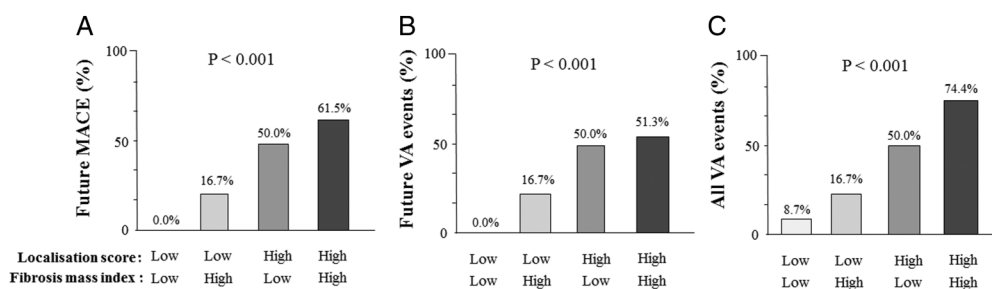 A
Future MACE (%)
100
50
0
P < 0.001
0.0%
16.7%
50.0%
61.5%
Localisation score: Low Low High High
Fibrosis mass index : Low High Low High
B
Future VA events (%)
100
50
0
P < 0.001
0.0%
16.7%
50.0%
51.3%
Low Low High High
Low High Low High
C
All VA events (%)
100
50
0
P < 0.001
8.7%
16.7%
50.0%
74.4%
Low Low High High
Low High Low High